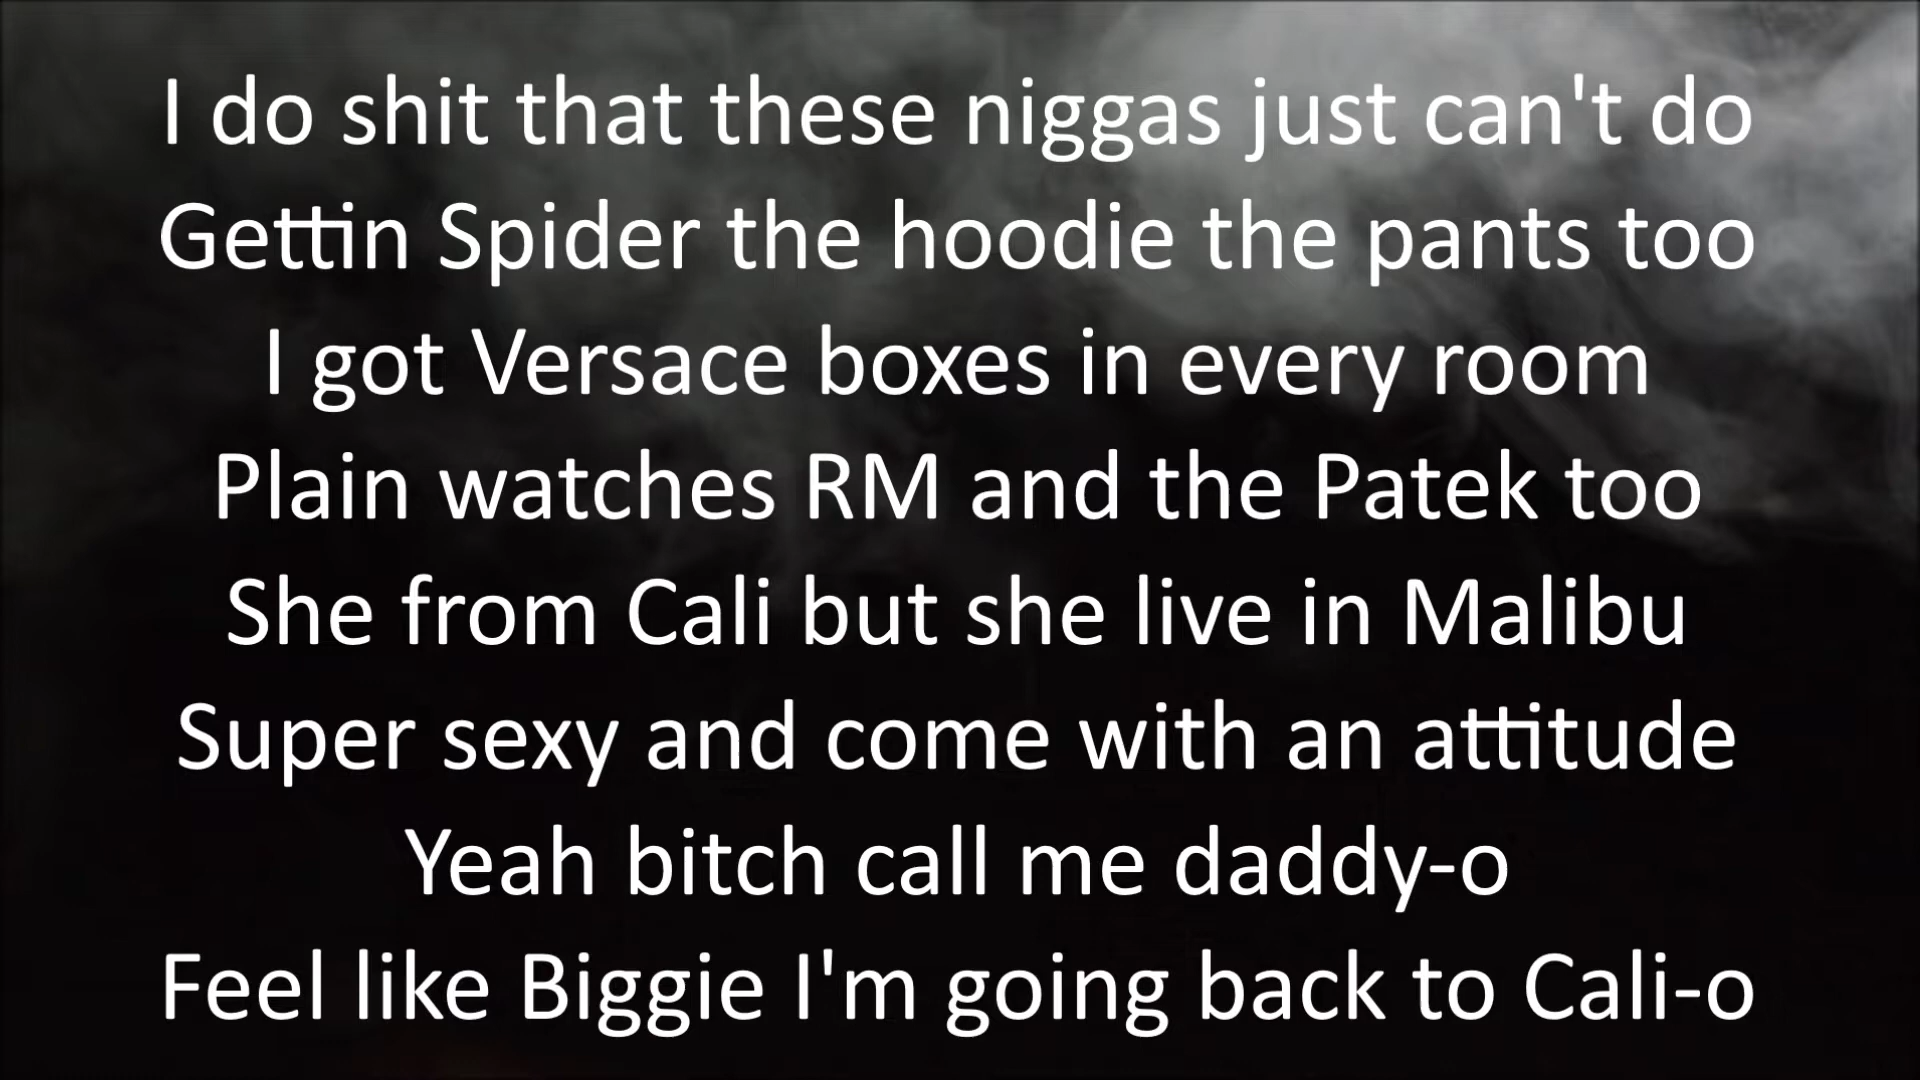 I do shit that these niggas just can't do
Gettin Spider the hoodie the pants too
I got Versace boxes in every room
Plain watches RM and the Patek too
She from Cali but she live in Malibu
Super sexy and come with an attitude
Yeah bitch call me daddy-o
Feel like Biggie I'm going back to Cali-o